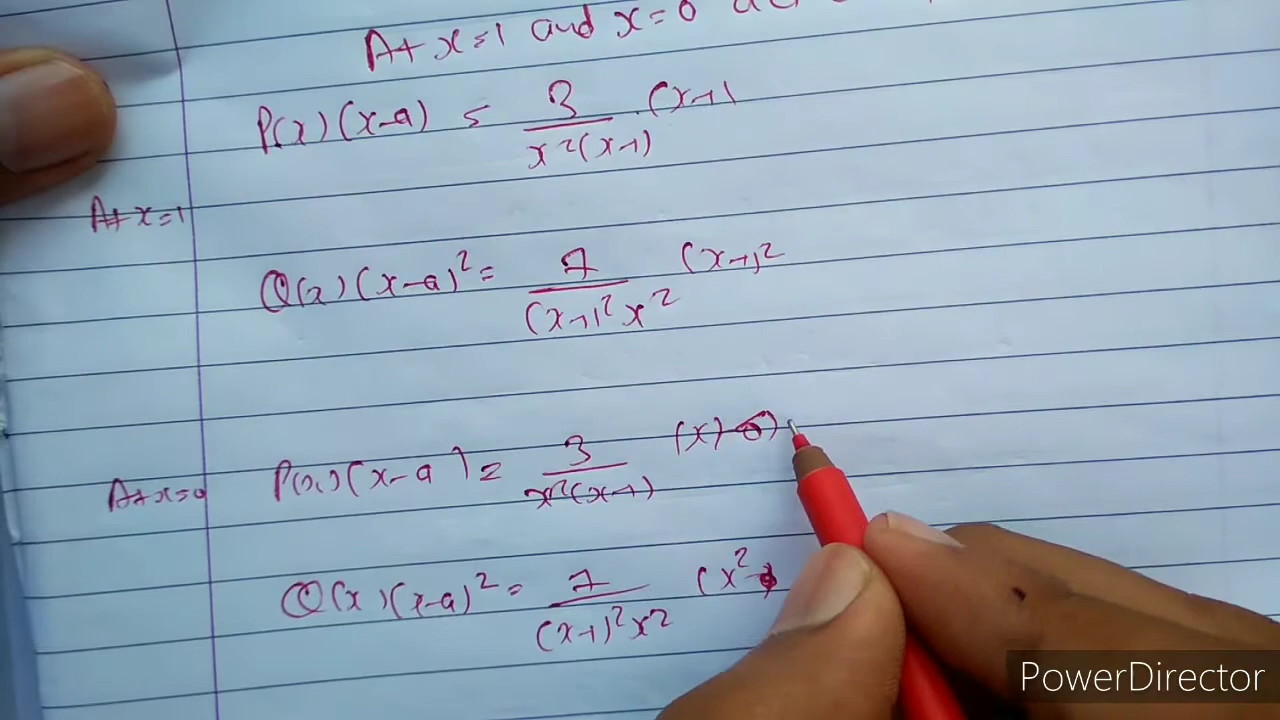 At x=1 and x=0
P(x)(x-a) = 3/x²(x-1) . (x-1
At x=1
Q(x)(x-a)² = 7/(x-1)²x² (x-1)²
At x=0 P(x)(x-a) = 3/x²(x-1) (x)-0)
Q(x)(x-a)² = 7/(x-1)²x² (x²
PowerDirector